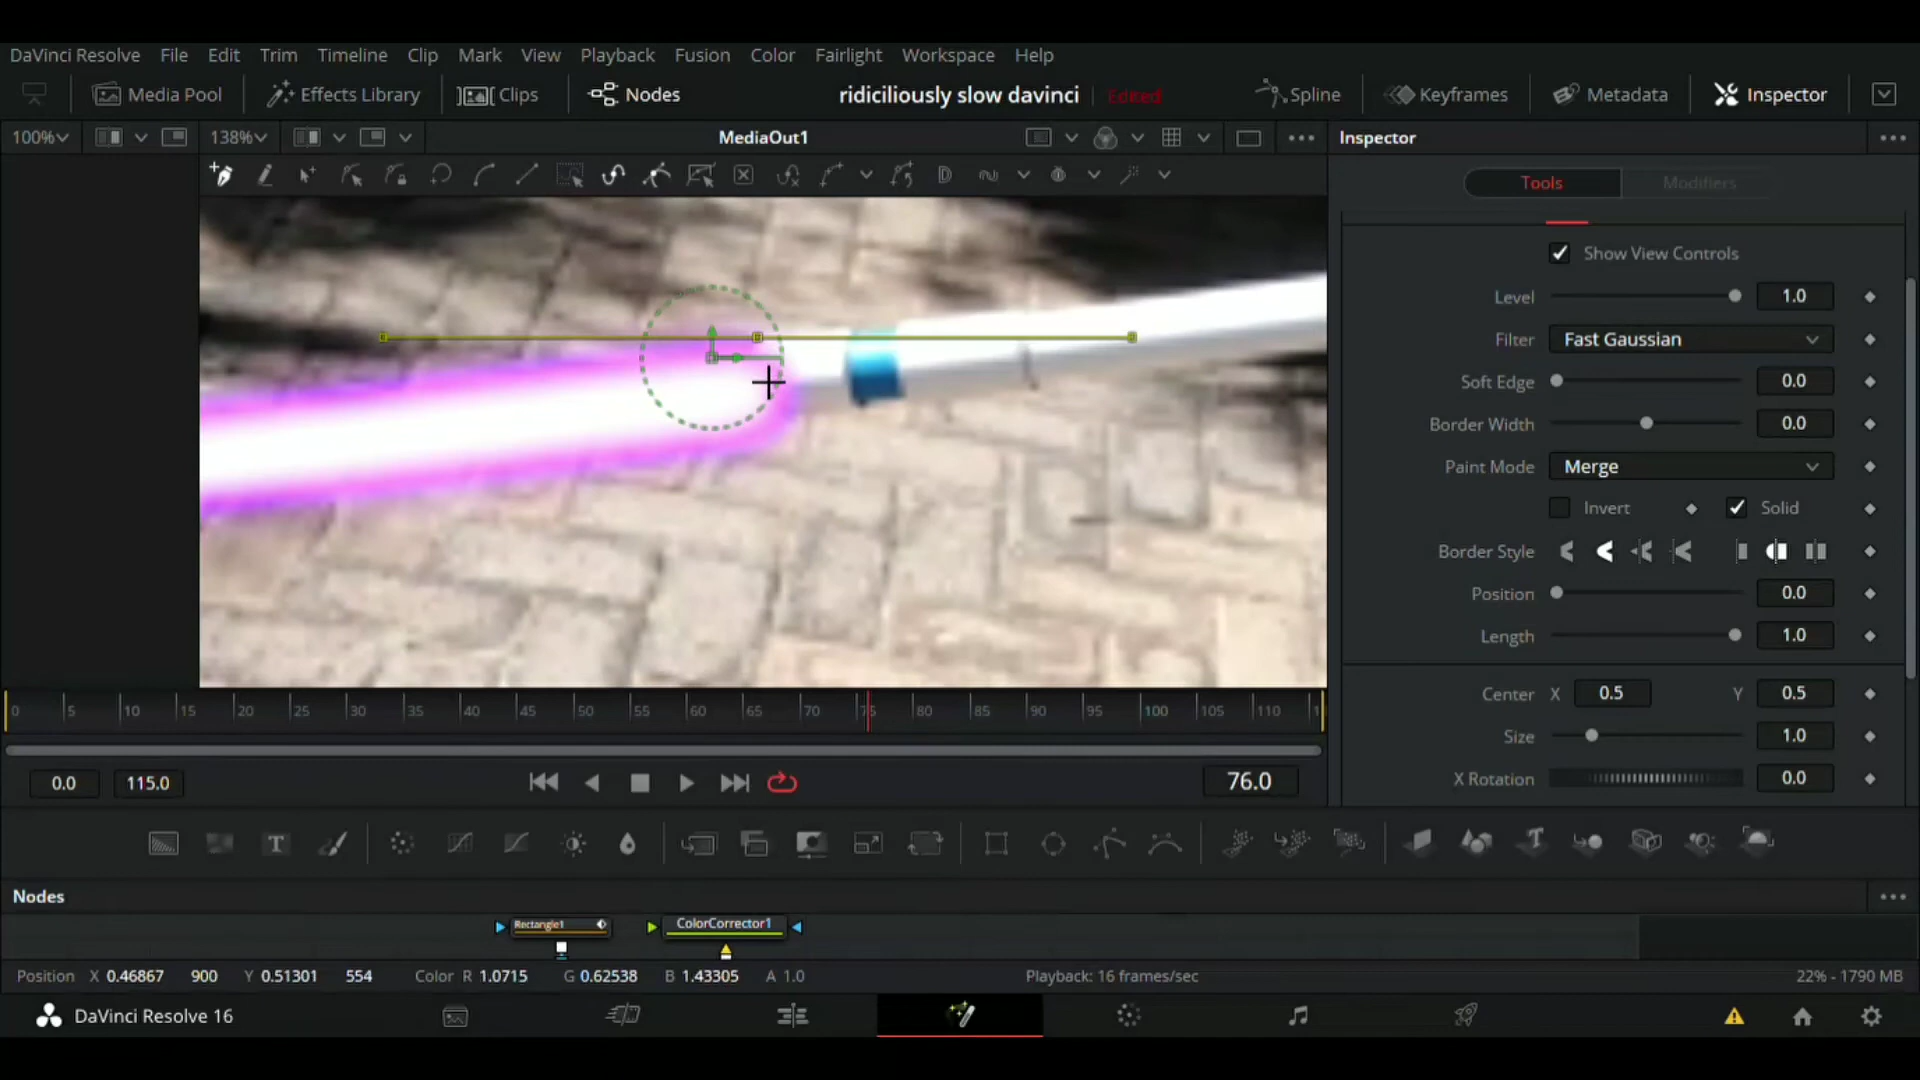 DaVinci Resolve File Edit Trim Timeline Clip Mark View Playback Fusion Color Fairlight Workspace Help
Media Pool Effects Library Clips Nodes ridiciliously slow davinci Edited Spline Keyframes Metadata Inspector
100% 138% MediaOut1 Inspector
Tools Modifiers
Show View Controls
Level 1.0
Filter Fast Gaussian
Soft Edge 0.0
Border Width 0.0
Paint Mode Merge
Invert Solid
Border Style
Position 0.0
Length 1.0
Center X 0.5 Y 0.5
0 5 10 15 20 25 30 35 40 45 50 55 60 65 70 75 80 85 90 95 100 105 110 1
Size 1.0
X Rotation 0.0
0.0 115.0 76.0
Nodes
Rectangle1 ColorCorrector1
Position X 0.46867 900 Y 0.51301 554 Color R 1.0715 G 0.62538 B 1.43305 A 1.0 Playback: 16 frames/sec 22% - 1790 MB
DaVinci Resolve 16